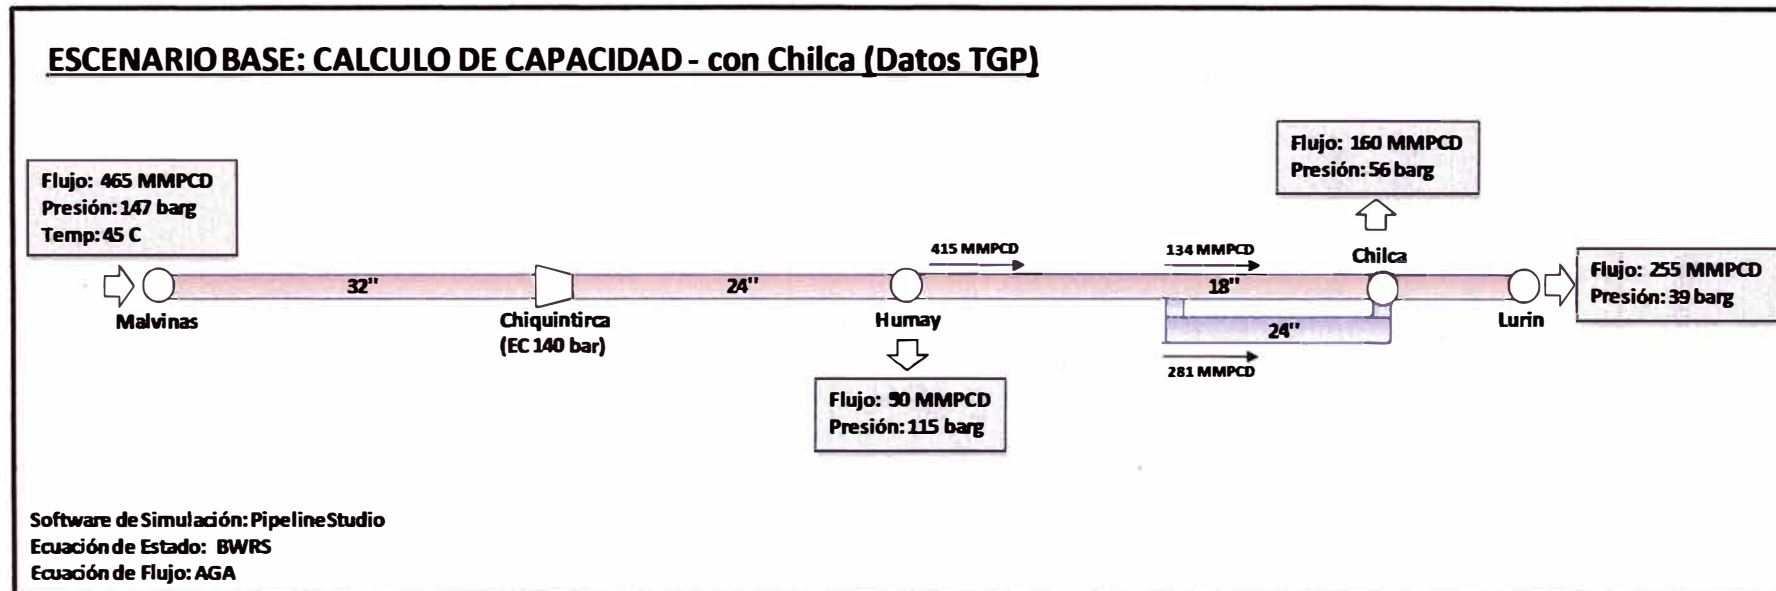 ESCENARIO BASE: CALCULO DE CAPACIDAD - con Chilca (Datos TGP)
Flujo: 160 MMPCD
Presión: 56 barg
Flujo: 465 MMPCD
Presión: 147 barg
Temp: 45 C
415 MMPCD
134 MMPCD
Chilca
Flujo: 255 MMPCD
Presión: 39 barg
32"
24"
18"
Malvinas
Chiquintirca
(EC 140 bar)
Humay
24"
Lurin
281 MMPCD
Flujo: 50 MMPCD
Presión: 115 barg
Software de Simulación: PipelineStudio
Ecuación de Estado: BWRS
Ecuación de Flujo: AGA